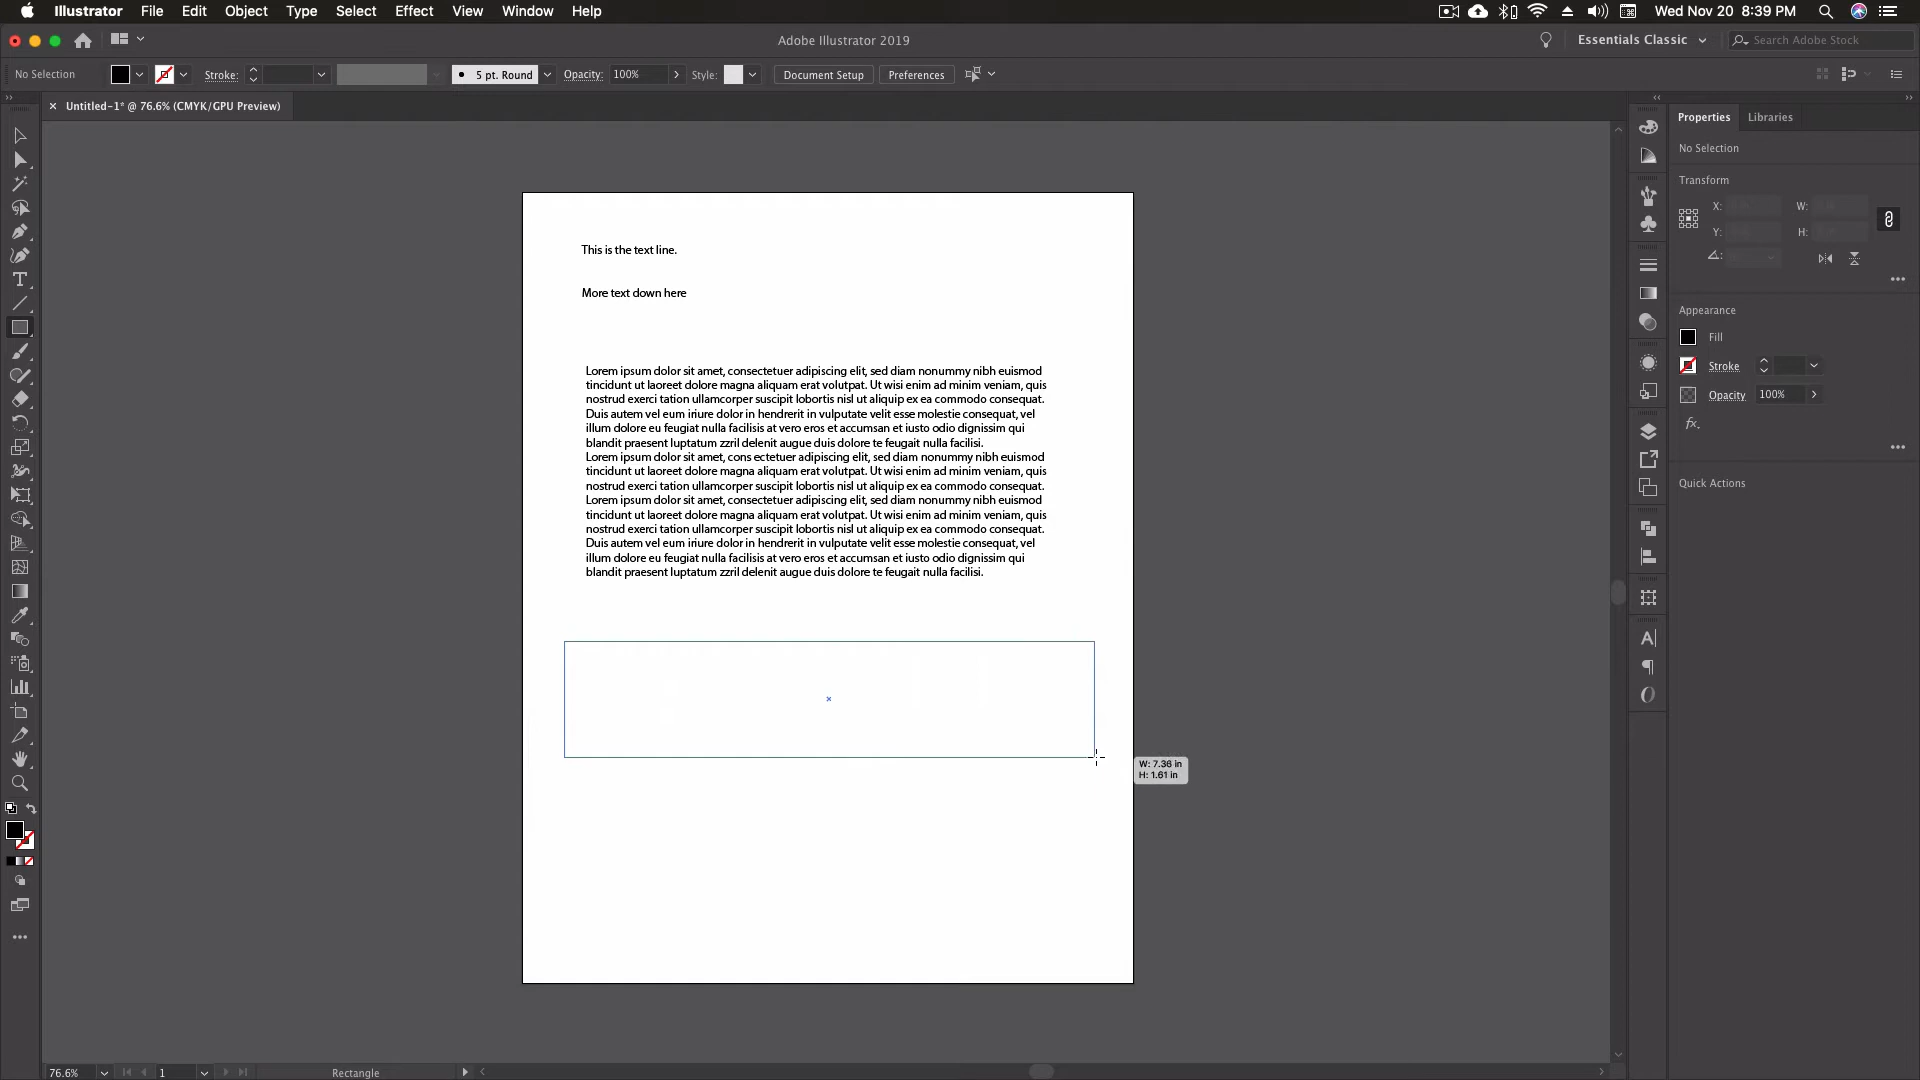 Illustrator File Edit Object Type Select Effect View Window Help
Wed Nov 20 8:39 PM
Adobe Illustrator 2019
Essentials Classic
Search Adobe Stock
No Selection
Stroke:
5 pt. Round
Opacity: 100%
Style:
Document Setup
Preferences
Untitled-1* @ 76.6% (CMYK/GPU Preview)
Properties
Libraries
No Selection
Transform
X: W:
Y: H:
Appearance
Fill
Stroke
Opacity 100%
fx.
Quick Actions
This is the text line.
More text down here
Lorem ipsum dolor sit amet, consectetuer adipiscing elit, sed diam nonummy nibh euismod
tincidunt ut laoreet dolore magna aliquam erat volutpat. Ut wisi enim ad minim veniam, quis
nostrud exerci tation ullamcorper suscipit lobortis nisl ut aliquip ex ea commodo consequat.
Duis autem vel eum iriure dolor in hendrerit in vulputate velit esse molestie consequat, vel
illum dolore eu feugiat nulla facilisis at vero eros et accumsan et iusto odio dignissim qui
blandit praesent luptatum zzril delenit augue duis dolore te feugait nulla facilisi.
Lorem ipsum dolor sit amet, cons ectetuer adipiscing elit, sed diam nonummy nibh euismod
tincidunt ut laoreet dolore magna aliquam erat volutpat. Ut wisi enim ad minim veniam, quis
nostrud exerci tation ullamcorper suscipit lobortis nisl ut aliquip ex ea commodo consequat.
Lorem ipsum dolor sit amet, consectetuer adipiscing elit, sed diam nonummy nibh euismod
tincidunt ut laoreet dolore magna aliquam erat volutpat. Ut wisi enim ad minim veniam, quis
nostrud exerci tation ullamcorper suscipit lobortis nisl ut aliquip ex ea commodo consequat.
Duis autem vel eum iriure dolor in hendrerit in vulputate velit esse molestie consequat, vel
illum dolore eu feugiat nulla facilisis at vero eros et accumsan et iusto odio dignissim qui
blandit praesent luptatum zzril delenit augue duis dolore te feugait nulla facilisi.
W: 7.36 in
H: 1.61 in
76.6%
1
Rectangle